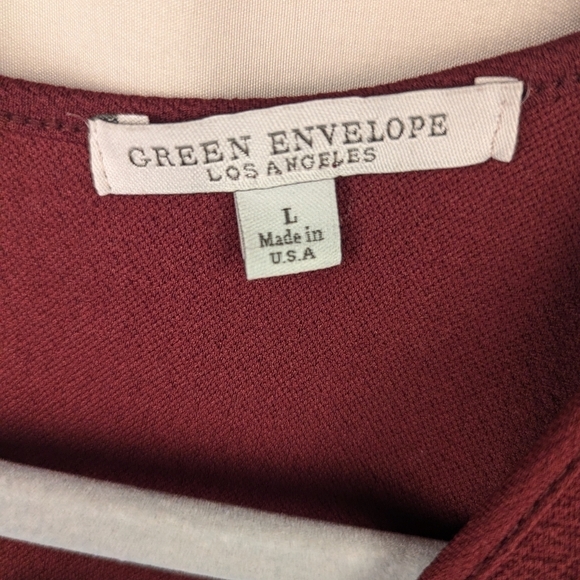 GREEN ENVELOPE
LOS ANGELES
L
Made in
U.S.A